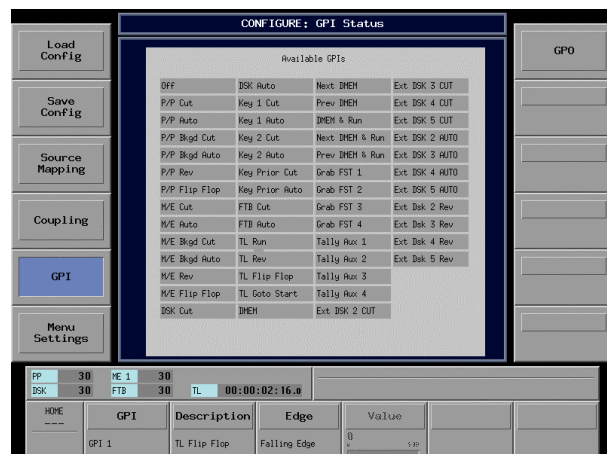 CONFIGURE: GPI Status
Load
Config
Save
Config
Source
Mapping
Coupling
GPI
Menu
Settings
GPO
Available GPIs
Off DSK Auto Next DMEM Ext DSK 3 CUT
P/P Cut Key 1 Cut Prev DMEM Ext DSK 4 CUT
P/P Auto Key 1 Auto DMEM & Run Ext DSK 5 CUT
P/P Bkgd Cut Key 2 Cut Next DMEM & Run Ext DSK 2 AUTO
P/P Bkgd Auto Key 2 Auto Prev DMEM & Run Ext DSK 3 AUTO
P/P Rev Key Prior Cut Grab FST 1 Ext DSK 4 AUTO
P/P Flip Flop Key Prior Auto Grab FST 2 Ext DSK 5 AUTO
M/E Cut FTB Cut Grab FST 3 Ext Dsk 2 Rev
M/E Auto FTB Auto Grab FST 4 Ext Dsk 3 Rev
M/E Bkgd Cut TL Run Tally Aux 1 Ext Dsk 4 Rev
M/E Bkgd Auto TL Rev Tally Aux 2 Ext Dsk 5 Rev
M/E Rev TL Flip Flop Tally Aux 3
M/E Flip Flop TL Goto Start Tally Aux 4
DSK Cut DMEM Ext DSK 2 CUT
PP 30 ME 1 30
DSK 30 FTB 30 TL 00:00:02:16.0
HOME GPI Description Edge Value
---
GPI 1 TL Flip Flop Falling Edge 0